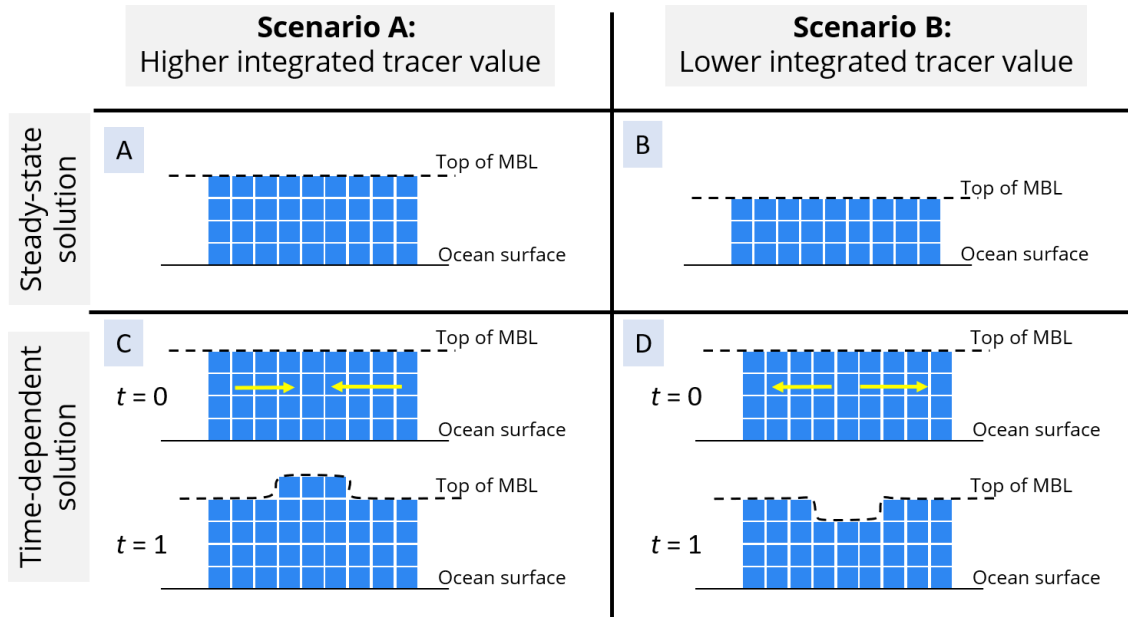 Scenario A:
Higher integrated tracer value
Scenario B:
Lower integrated tracer value
Steady-state
solution
A
Top of MBL
Ocean surface
B
Top of MBL
Ocean surface
Time-dependent
solution
C
Top of MBL
t = 0
Ocean surface
Top of MBL
t = 1
Ocean surface
D
Top of MBL
t = 0
Ocean surface
Top of MBL
t = 1
Ocean surface